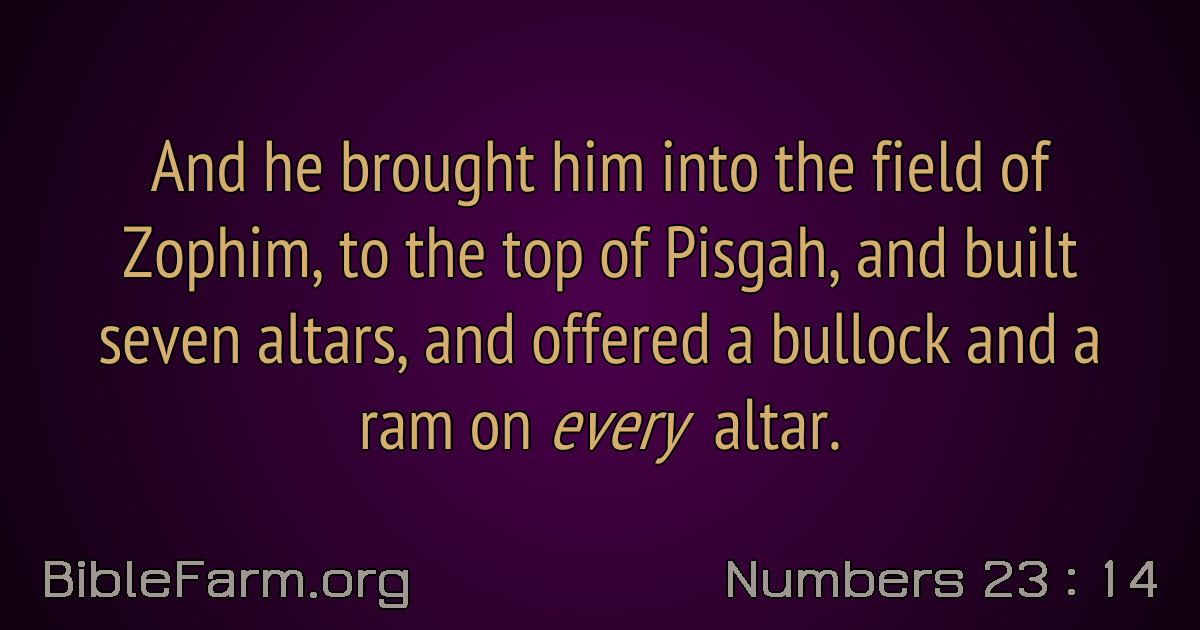 And he brought him into the field of
Zophim, to the top of Pisgah, and built
seven altars, and offered a bullock and a
ram on every altar.
BibleFarm.org
Numbers 23 : 14